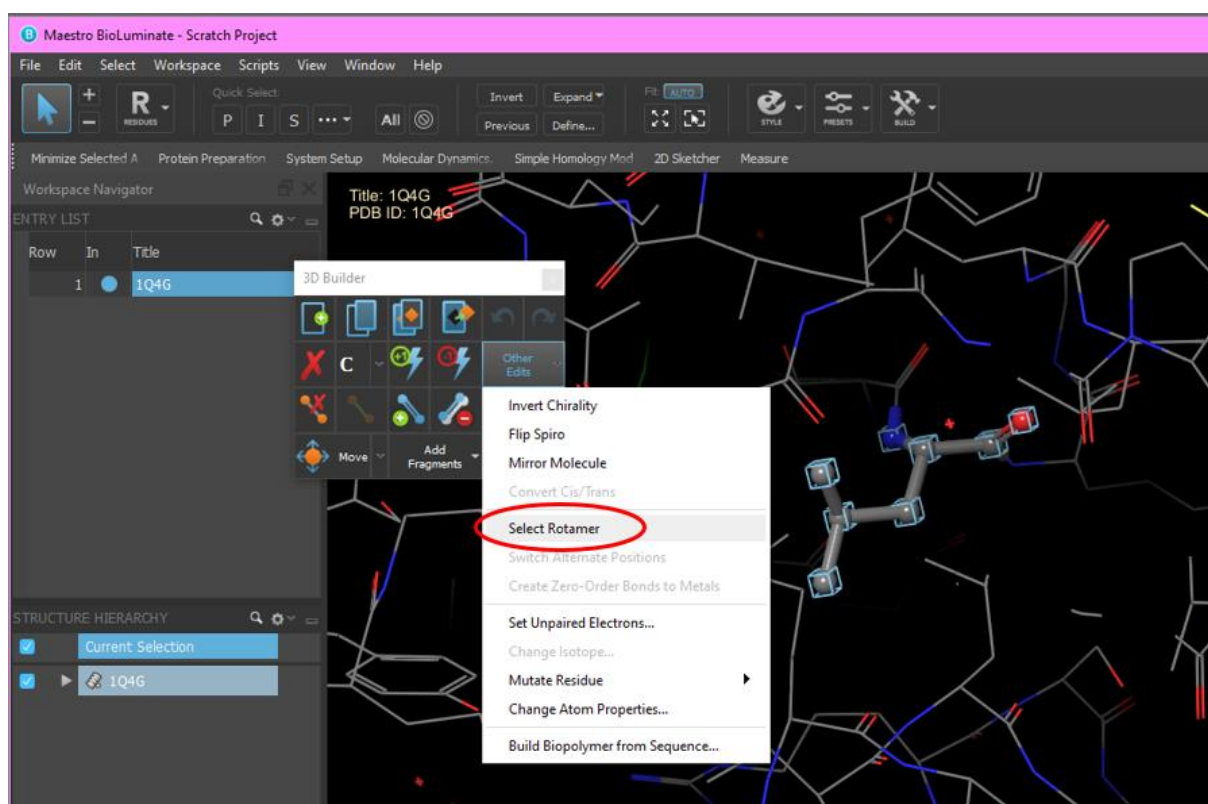 Maestro BioLuminate - Scratch Project
File Edit Select Workspace Scripts View Window Help
Quick Select:
Invert Expand
Fit: AUTO
R
RESIDUES
P I S ... All
Previous Define...
STYLE PRESETS BUILD
Minimize Selected A Protein Preparation System Setup Molecular Dynamics. Simple Homology Mod 2D Sketcher Measure
Workspace Navigator
Title: 1Q4G
PDB ID: 1Q4G
ENTRY LIST
Row In Title
1 1Q4G
3D Builder
C +1 -1 Other
Edits
Move Add
Fragments
Invert Chirality
Flip Spiro
Mirror Molecule
Convert Cis/Trans
Select Rotamer
Switch Alternate Positions
Create Zero-Order Bonds to Metals
Set Unpaired Electrons...
Change Isotope...
Mutate Residue
Change Atom Properties...
Build Biopolymer from Sequence...
STRUCTURE HIERARCHY
Current Selection
1Q4G